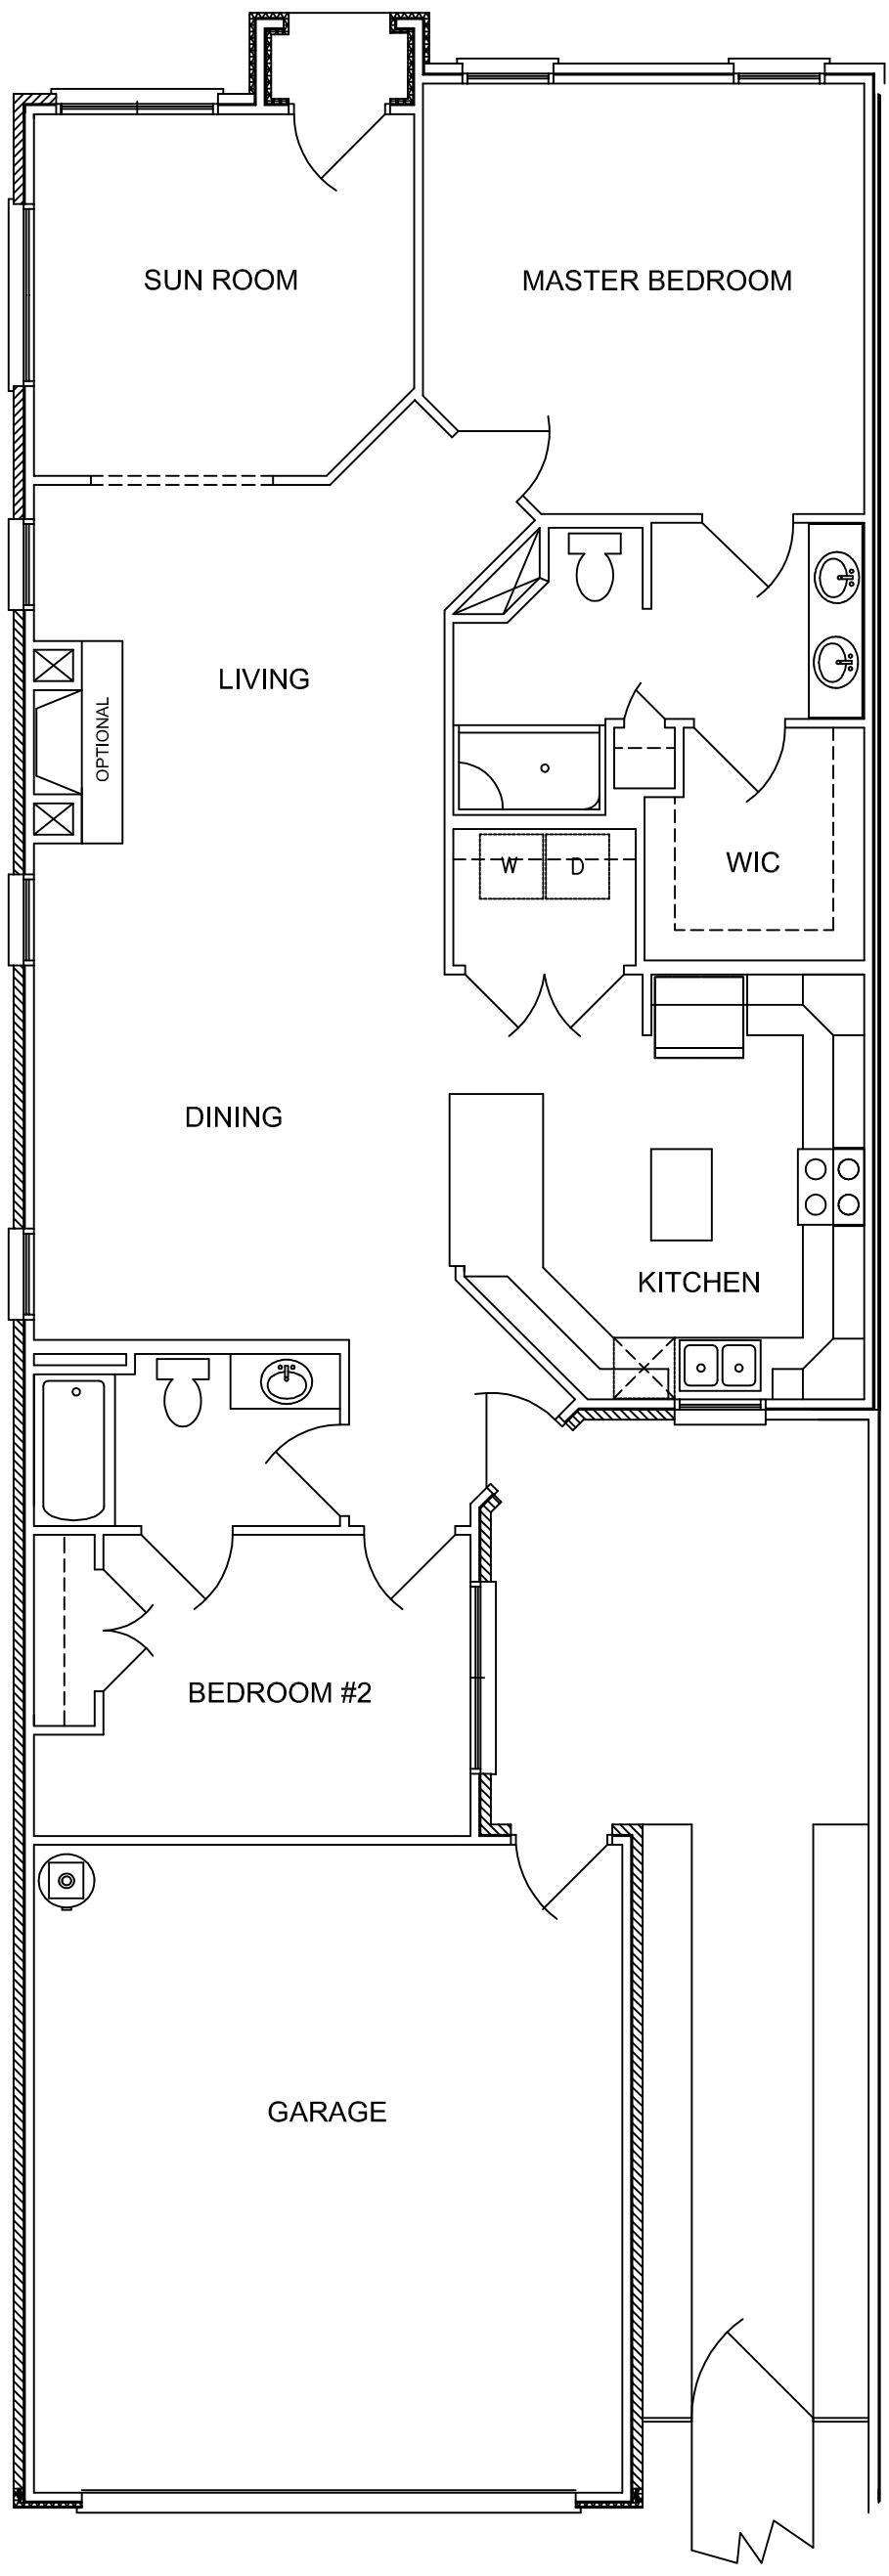 SUN ROOM
MASTER BEDROOM
LIVING
OPTIONAL
W
D
WIC
DINING
KITCHEN
BEDROOM #2
GARAGE